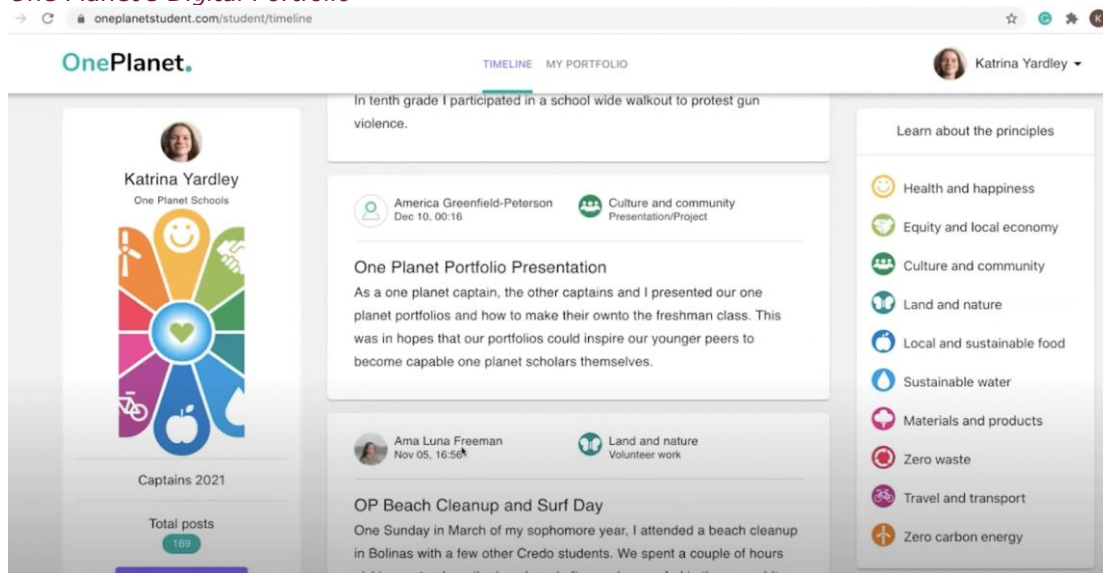 One Planet's Digital Portfolio
oneplanetstudent.com/student/timeline
K
OnePlanet.
TIMELINE MY PORTFOLIO
Katrina Yardley
Katrina Yardley
One Planet Schools
Captains 2021
Total posts
169
In tenth grade I participated in a school wide walkout to protest gun
violence.
America Greenfield-Peterson
Dec 10, 00:16
Culture and community
Presentation/Project
One Planet Portfolio Presentation
As a one planet captain, the other captains and I presented our one
planet portfolios and how to make their ownto the freshman class. This
was in hopes that our portfolios could inspire our younger peers to
become capable one planet scholars themselves.
Ama Luna Freeman
Nov 05, 16:56
Land and nature
Volunteer work
OP Beach Cleanup and Surf Day
One Sunday in March of my sophomore year, I attended a beach cleanup
in Bolinas with a few other Credo students. We spent a couple of hours
Learn about the principles
Health and happiness
Equity and local economy
Culture and community
Land and nature
Local and sustainable food
Sustainable water
Materials and products
Zero waste
Travel and transport
Zero carbon energy